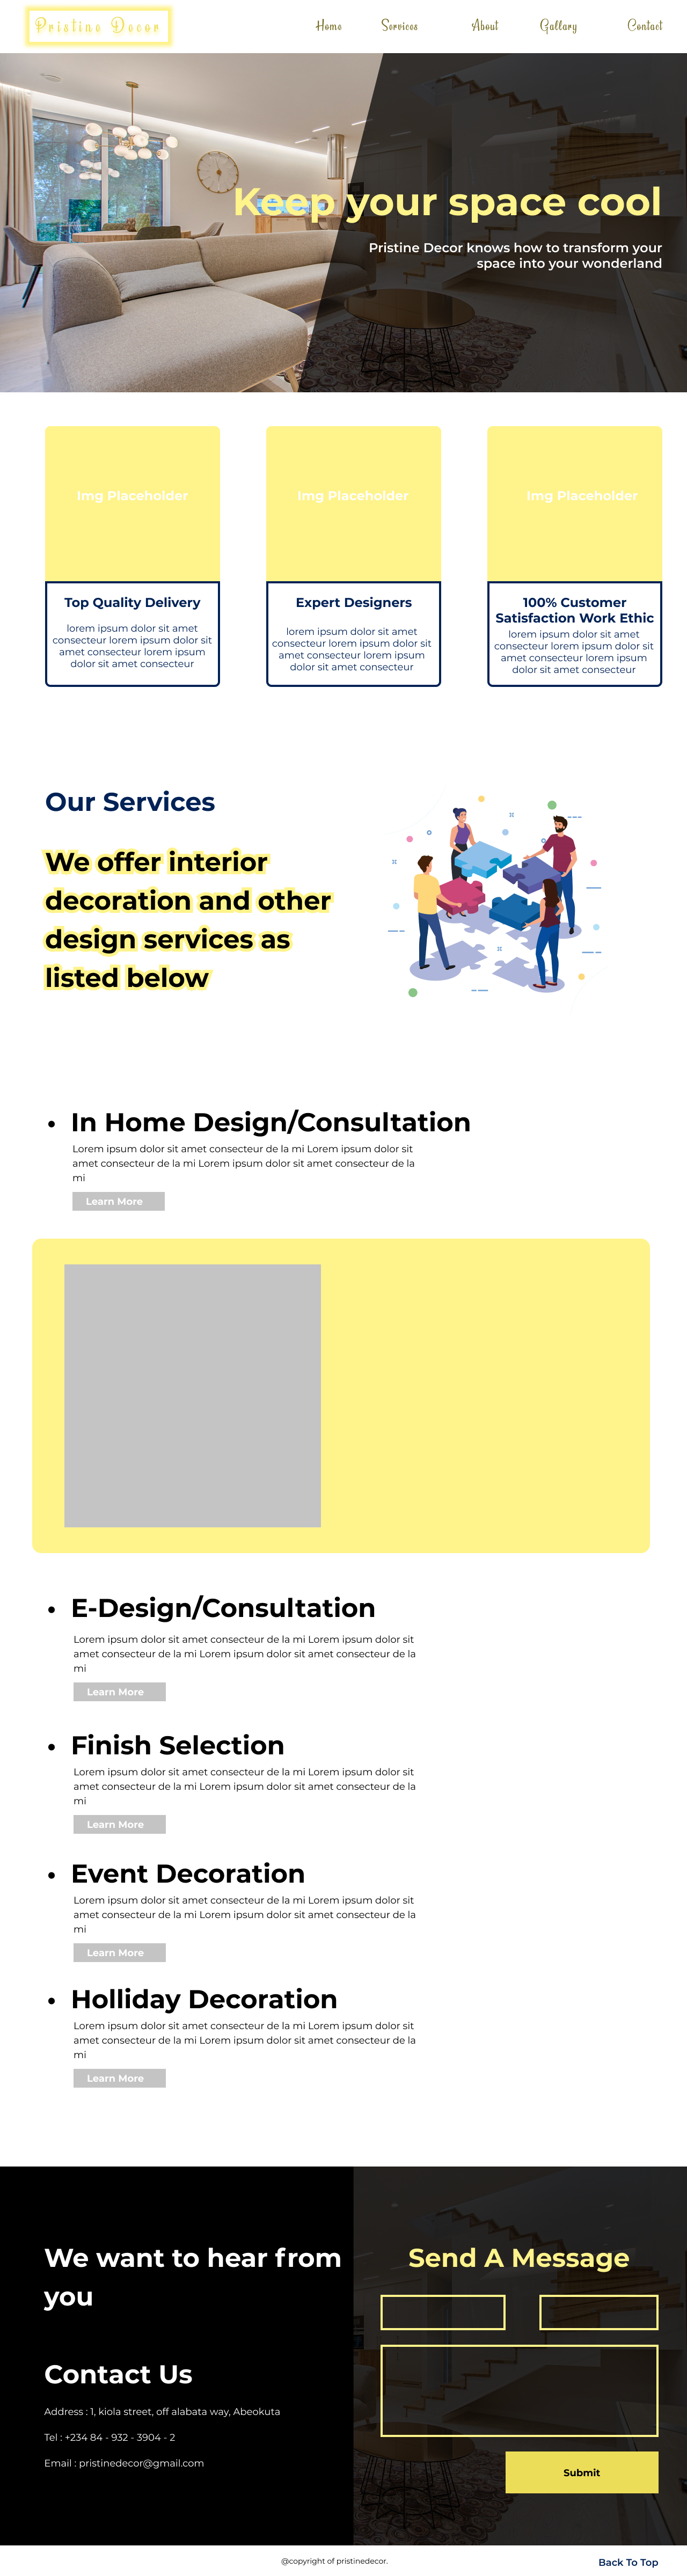 Pristine Decor
Home Services About Gallary Contact
Keep your space cool
Pristine Decor knows how to transform your
space into your wonderland
Img Placeholder
Img Placeholder
Img Placeholder
Top Quality Delivery
lorem ipsum dolor sit amet
consecteur lorem ipsum dolor sit
amet consecteur lorem ipsum
dolor sit amet consecteur
Expert Designers
lorem ipsum dolor sit amet
consecteur lorem ipsum dolor sit
amet consecteur lorem ipsum
dolor sit amet consecteur
100% Customer
Satisfaction Work Ethic
lorem ipsum dolor sit amet
consecteur lorem ipsum dolor sit
amet consecteur lorem ipsum
dolor sit amet consecteur
Our Services
We offer interior
decoration and other
design services as
listed below
• In Home Design/Consultation
Lorem ipsum dolor sit amet consecteur de la mi Lorem ipsum dolor sit
amet consecteur de la mi Lorem ipsum dolor sit amet consecteur de la
mi
Learn More
• E-Design/Consultation
Lorem ipsum dolor sit amet consecteur de la mi Lorem ipsum dolor sit
amet consecteur de la mi Lorem ipsum dolor sit amet consecteur de la
mi
Learn More
• Finish Selection
Lorem ipsum dolor sit amet consecteur de la mi Lorem ipsum dolor sit
amet consecteur de la mi Lorem ipsum dolor sit amet consecteur de la
mi
Learn More
• Event Decoration
Lorem ipsum dolor sit amet consecteur de la mi Lorem ipsum dolor sit
amet consecteur de la mi Lorem ipsum dolor sit amet consecteur de la
mi
Learn More
• Holliday Decoration
Lorem ipsum dolor sit amet consecteur de la mi Lorem ipsum dolor sit
amet consecteur de la mi Lorem ipsum dolor sit amet consecteur de la
mi
Learn More
We want to hear from
you
Contact Us
Address : 1, kiola street, off alabata way, Abeokuta
Tel : +234 84 - 932 - 3904 - 2
Email : pristinedecor@gmail.com
Send A Message
Submit
@copyright of pristinedecor.
Back To Top